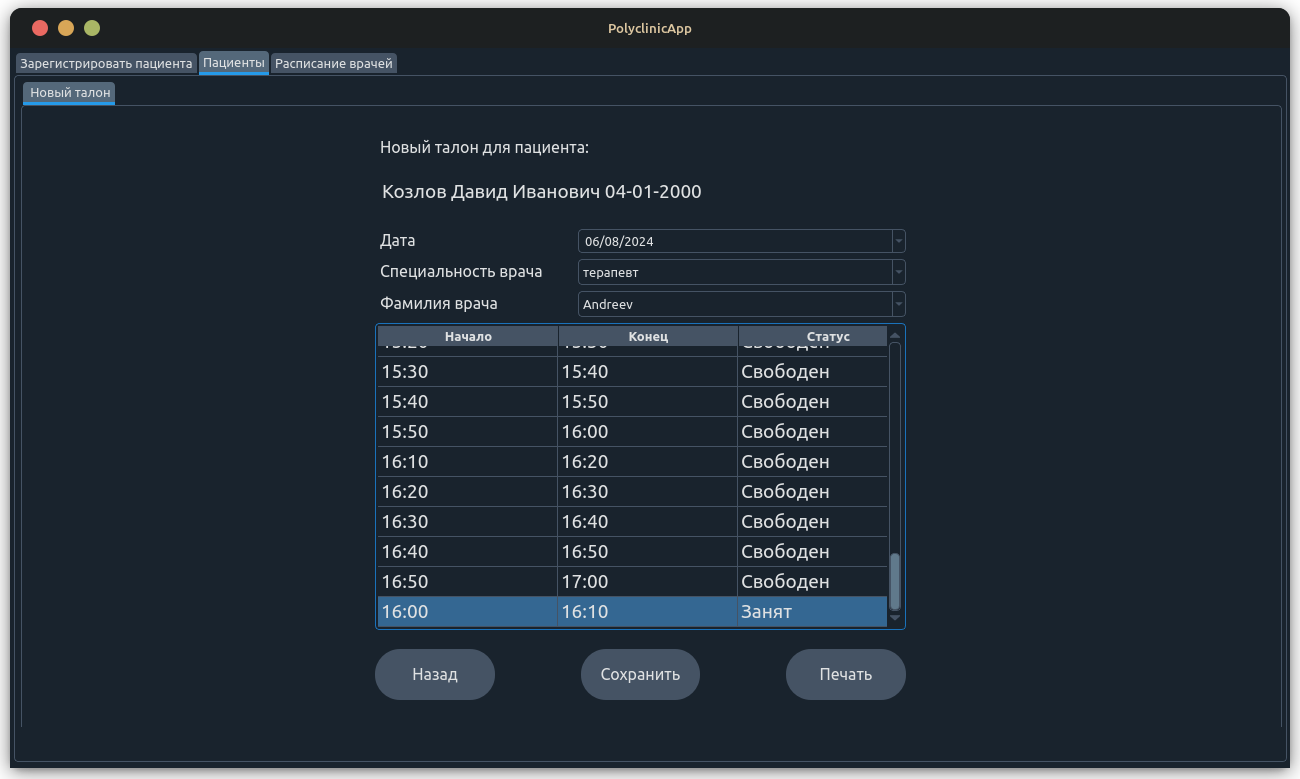 PolyclinicApp
Зарегистрировать пациента Пациенты Расписание врачей
Новый талон
Новый талон для пациента:
Козлов Давид Иванович 04-01-2000
Дата 06/08/2024
Специальность врача терапевт
Фамилия врача Andreev
Начало Конец Статус
15:30 15:40 Свободен
15:40 15:50 Свободен
15:50 16:00 Свободен
16:10 16:20 Свободен
16:20 16:30 Свободен
16:30 16:40 Свободен
16:40 16:50 Свободен
16:50 17:00 Свободен
16:00 16:10 Занят
Назад Сохранить Печать